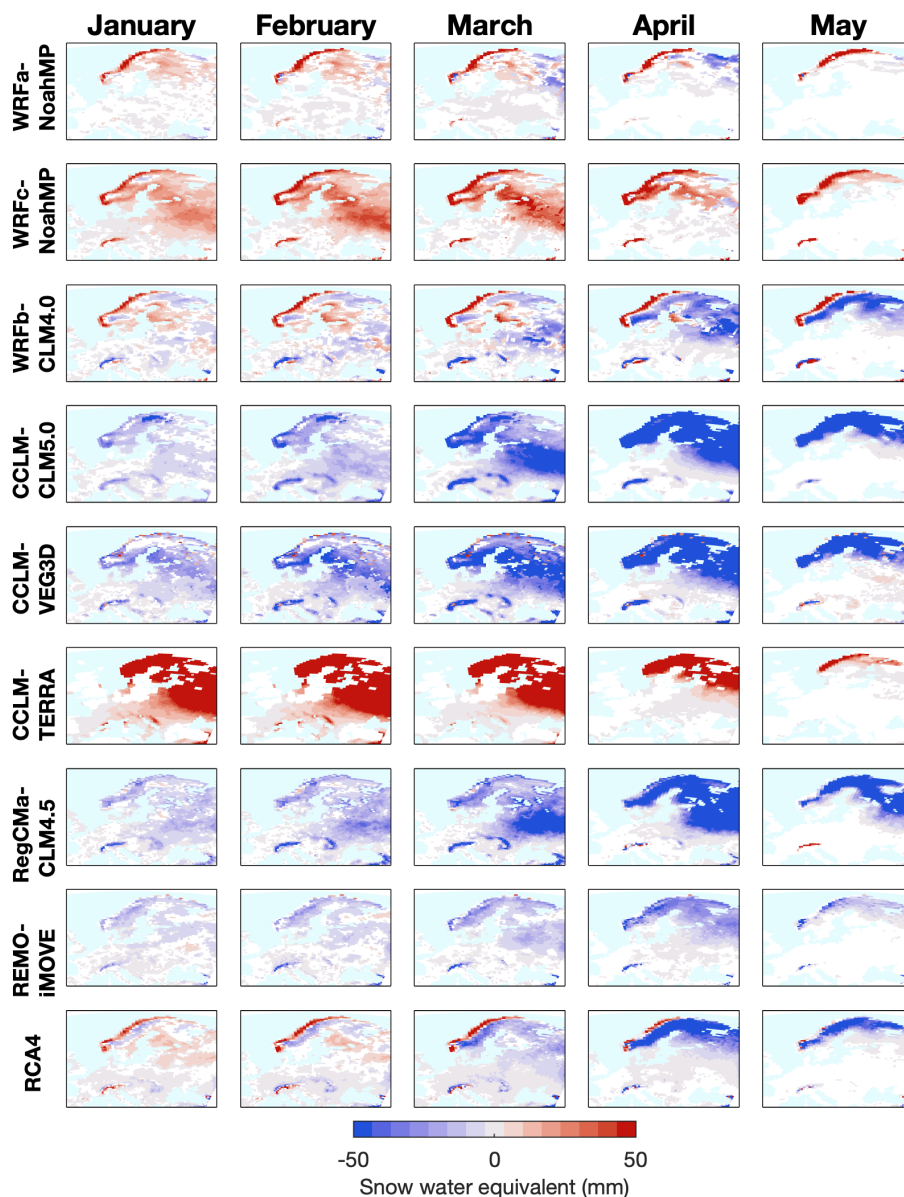 January February March April May
WRFa-
NoahMP
WRFc-
NoahMP
WRFb-
CLM4.0
CCLM-
CLM5.0
CCLM-
VEG3D
CCLM-
TERRA
RegCMa-
CLM4.5
REMO-
iMOVE
RCA4
-50 0 50
Snow water equivalent (mm)